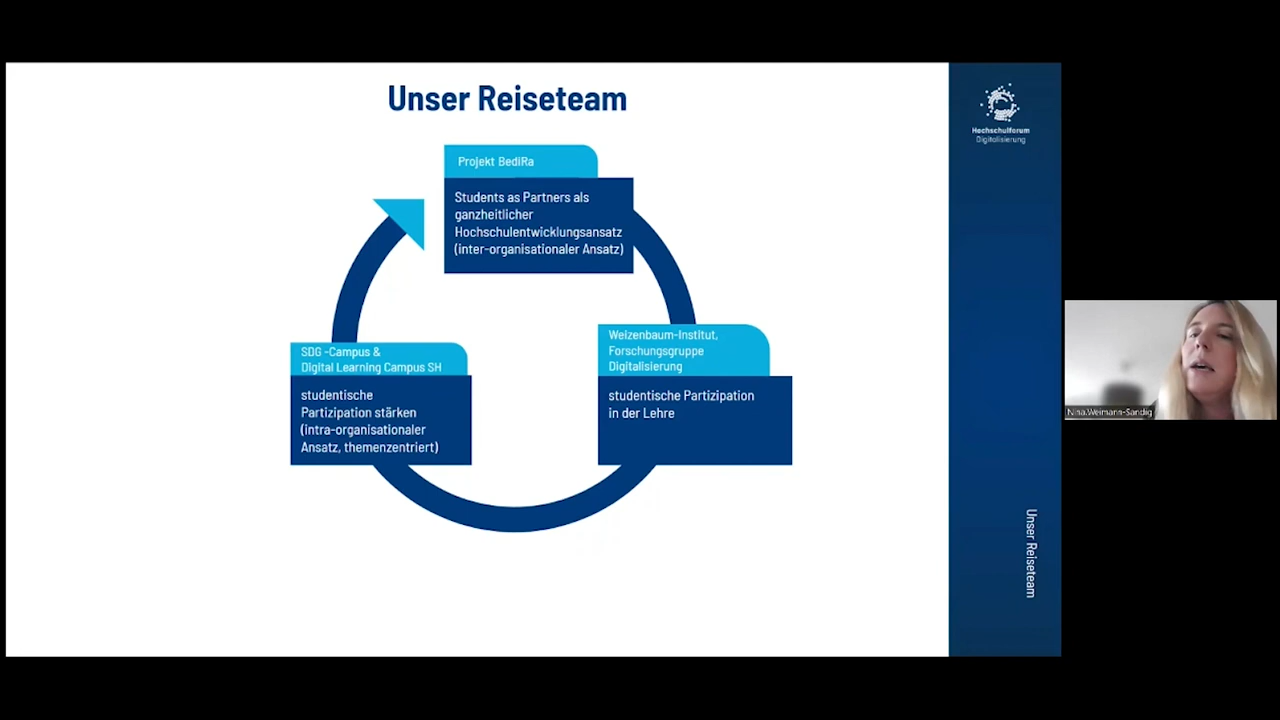 Unser Reiseteam
Hochschulforum
Digitalisierung
Projekt BediRa
Students as Partners als
ganzheitlicher
Hochschulentwicklungsansatz
(inter-organisationaler Ansatz)
Weizenbaum-Institut,
Forschungsgruppe
Digitalisierung
studentische Partizipation
in der Lehre
SDG -Campus &
Digital Learning Campus SH
studentische
Partizipation stärken
(intra-organisationaler
Ansatz, themenzentriert)
Nina.Weimann-Sandig
Unser Reiseteam